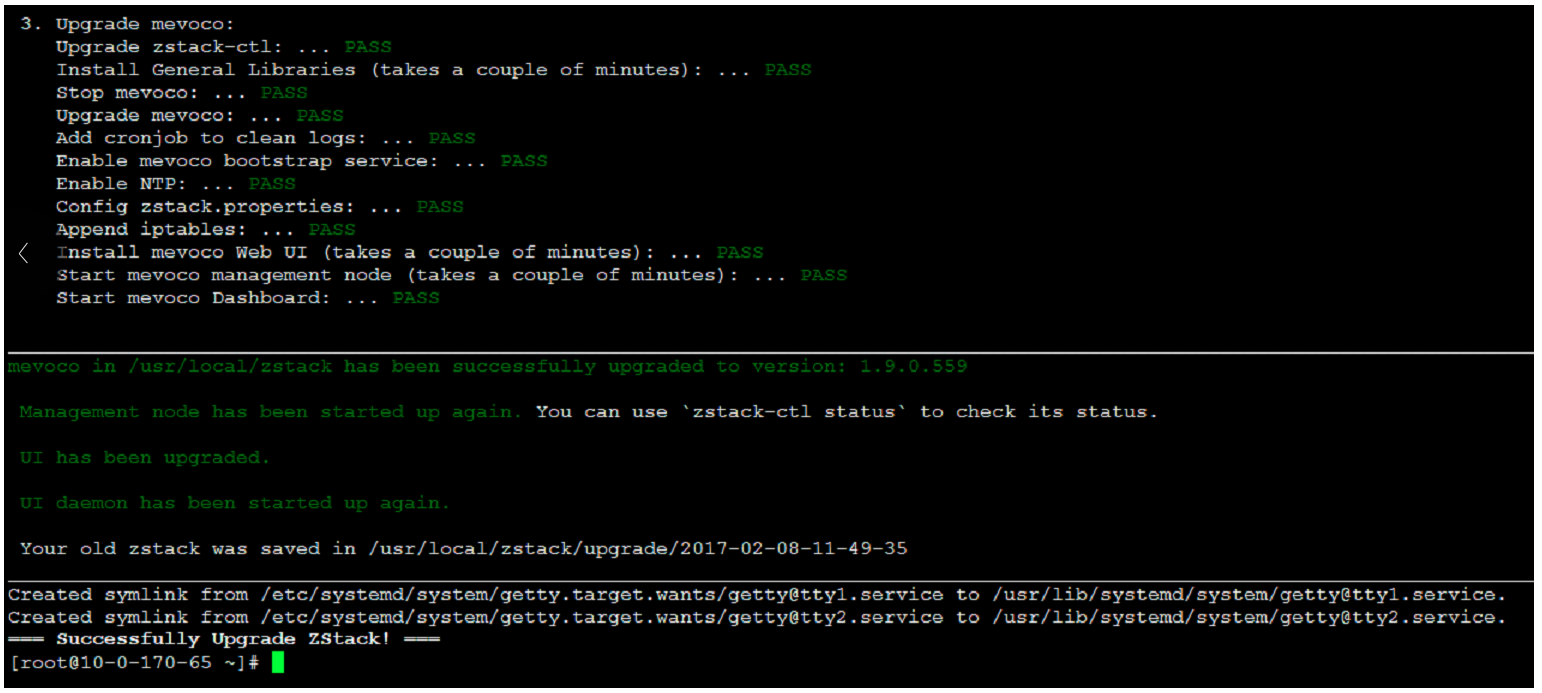 3. Upgrade mevoco:
Upgrade zstack-ctl: ... PASS
Install General Libraries (takes a couple of minutes): ... PASS
Stop mevoco: ... PASS
Upgrade mevoco: ... PASS
Add cronjob to clean logs: ... PASS
Enable mevoco bootstrap service: ... PASS
Enable NTP: ... PASS
Config zstack.properties: ... PASS
Append iptables: ... PASS
Install mevoco Web UI (takes a couple of minutes): ... PASS
Start mevoco management node (takes a couple of minutes): ... PASS
Start mevoco Dashboard: ... PASS
mevoco in /usr/local/zstack has been successfully upgraded to version: 1.9.0.559
Management node has been started up again. You can use `zstack-ctl status` to check its status.
UI has been upgraded.
UI daemon has been started up again.
Your old zstack was saved in /usr/local/zstack/upgrade/2017-02-08-11-49-35
Created symlink from /etc/systemd/system/getty.target.wants/getty@tty1.service to /usr/lib/systemd/system/getty@tty1.service.
Created symlink from /etc/systemd/system/getty.target.wants/getty@tty2.service to /usr/lib/systemd/system/getty@tty2.service.
=== Successfully Upgrade ZStack! ===
[root@10-0-170-65 ~]#